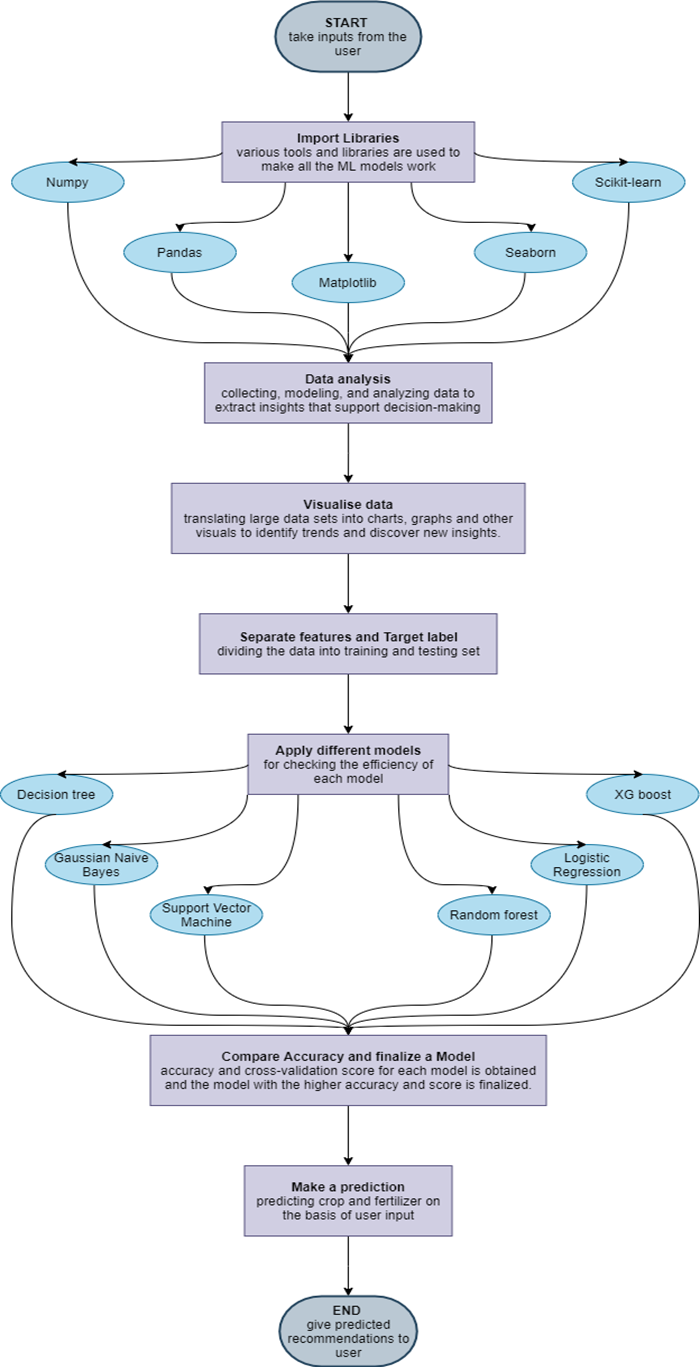 START
take inputs from the
user
Import Libraries
various tools and libraries are used to
make all the ML models work
Numpy
Scikit-learn
Pandas
Seaborn
Matplotlib
Data analysis
collecting, modeling, and analyzing data to
extract insights that support decision-making
Visualise data
translating large data sets into charts, graphs and other
visuals to identify trends and discover new insights.
Separate features and Target label
dividing the data into training and testing set
Apply different models
for checking the efficiency of
each model
Decision tree
XG boost
Gaussian Naive
Bayes
Logistic
Regression
Support Vector
Machine
Random forest
Compare Accuracy and finalize a Model
accuracy and cross-validation score for each model is obtained
and the model with the higher accuracy and score is finalized.
Make a prediction
predicting crop and fertilizer on
the basis of user input
END
give predicted
recommendations to
user